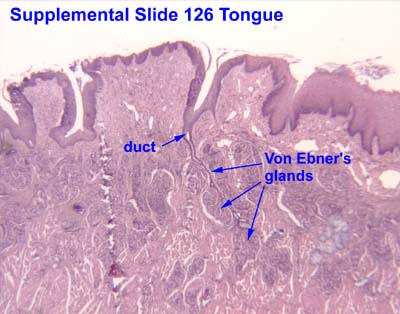 Supplemental Slide 126 Tongue
duct
Von Ebner's
glands